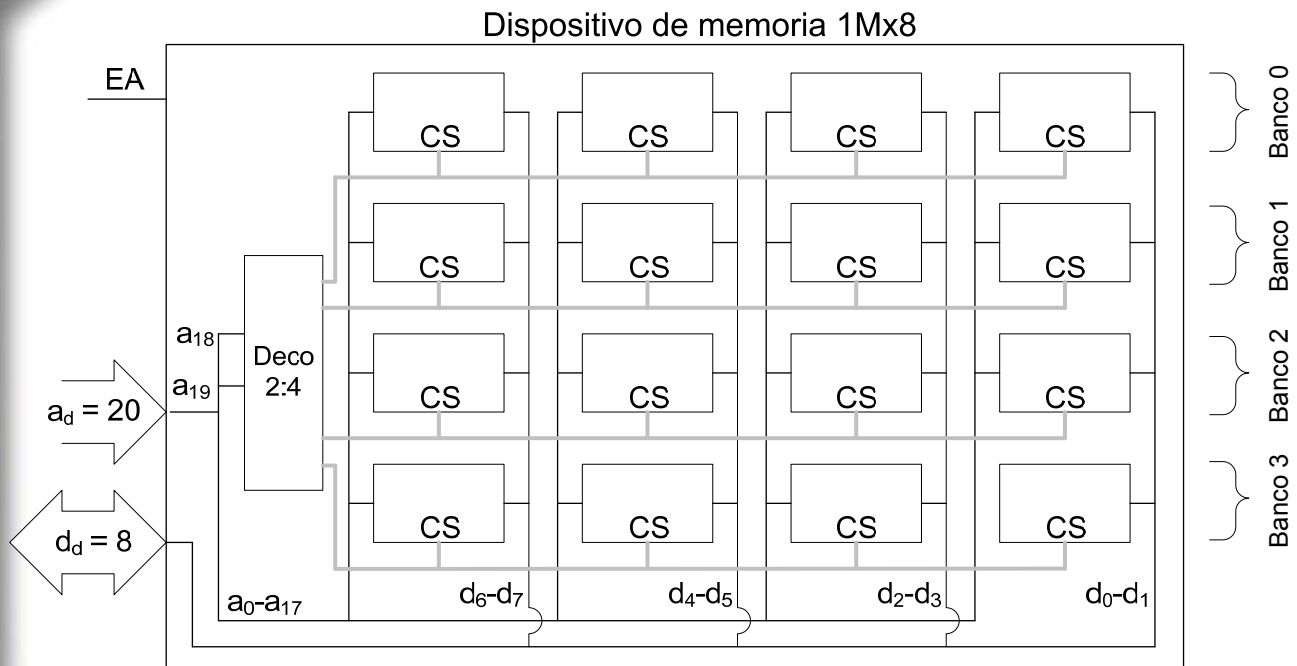 Dispositivo de memoria 1Mx8
EA
CS CS CS CS
Banco 0
CS CS CS CS
Banco 1
a18
a19
Deco
2:4
CS CS CS CS
Banco 2
ad = 20
CS CS CS CS
Banco 3
dd = 8
a0-a17
d6-d7
d4-d5
d2-d3
d0-d1